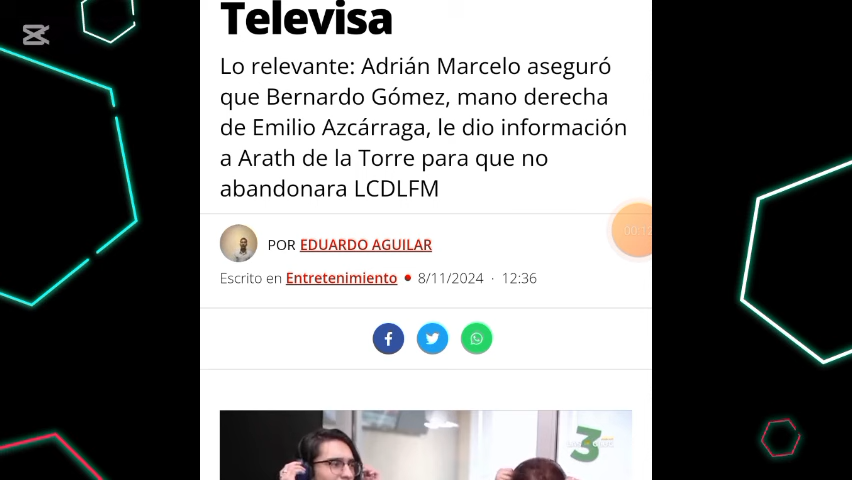 Televisa
Lo relevante: Adrián Marcelo aseguró
que Bernardo Gómez, mano derecha
de Emilio Azcárraga, le dio información
a Arath de la Torre para que no
abandonara LCDLFM
POR EDUARDO AGUILAR
Escrito en Entretenimiento • 8/11/2024 · 12:36
3